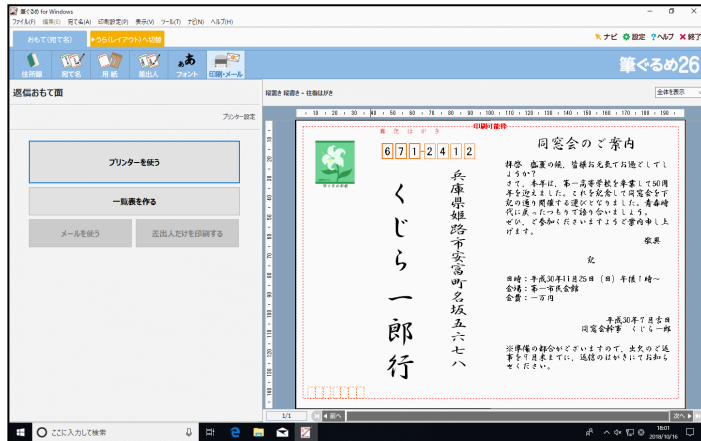 筆ぐるめ for Windows
ファイル(F) 編集(E) 宛て名(A) 印刷設定(P) 表示(V) ツール(T) ナビ(N) ヘルプ(H)
おもて(宛て名)
うら(レイアウト)へ切替
ナビ 設定 ?ヘルプ ×終了
住所録 宛て名 用紙 差出人 フォント 印刷・メール
筆ぐるめ26
返信おもて面
プリンター設定
プリンターを使う
一覧表を作る
メールを使う
差出人だけを印刷する
縦置き 縦書き - 往復はがき
全体を表示
印刷可能枠
郵便はがき
671-2412
兵庫県姫路市安富町名坂五六七八
くじら一郎行
同窓会のご案内
拝啓 盛夏の候、皆様お元気でお過ごしでし
ょうか?
さて、本年は、第一高等学校を卒業して50周
年を迎えました。これを記念して同窓会を下
記の通り開催する運びとなりました。青春時
代に戻ったつもりで語り合いましょう。
ぜひ、ご参加くださいますようご案内申し上
げます。
敬具
記
日時:平成30年11月25日(日)午後1時~
会場:第一市民会館
会費:一万円
平成30年7月吉日
同窓会幹事 くじら一郎
※準備の都合がございますので、出欠のご返
事を9月末までに、返信のはがきにてお知ら
せください。
1/1
前へ
次へ
ここに入力して検索
18:01
2018/10/16